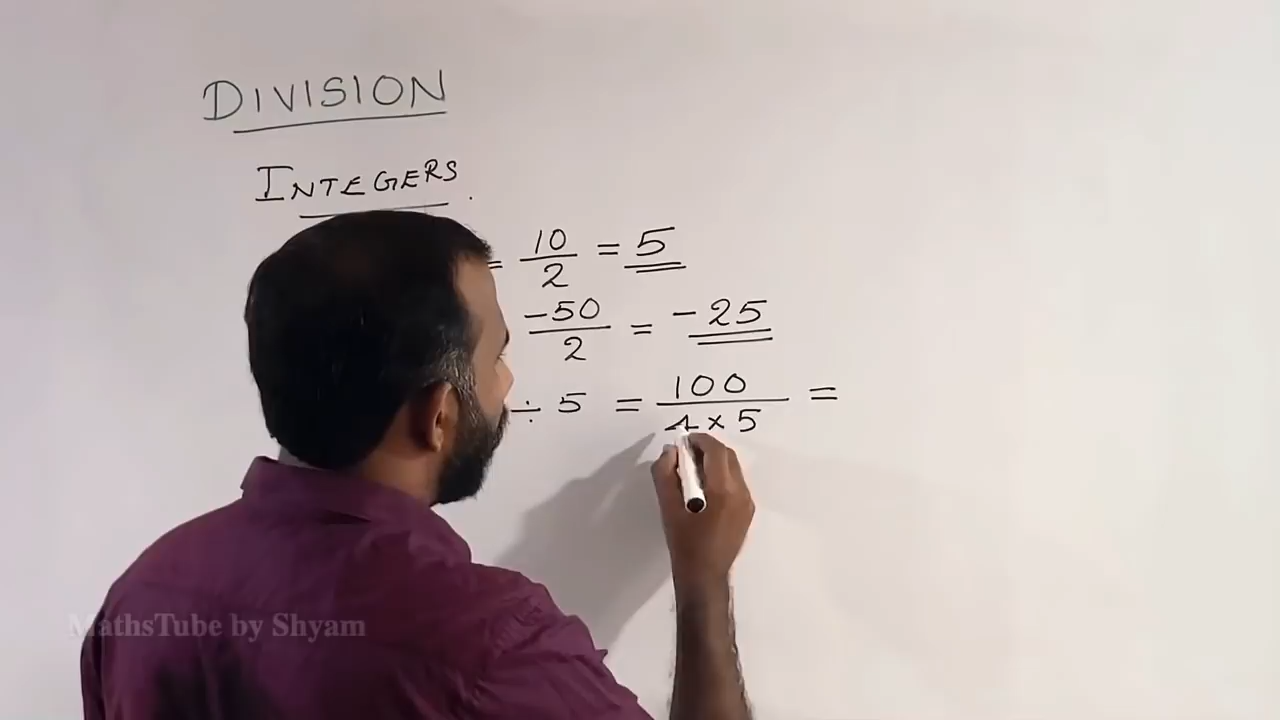 DIVISION
INTEGERS.
= 10/2 = 5
-50/2 = -25
÷ 5 = 100/4 × 5 =
MathsTube by Shyam